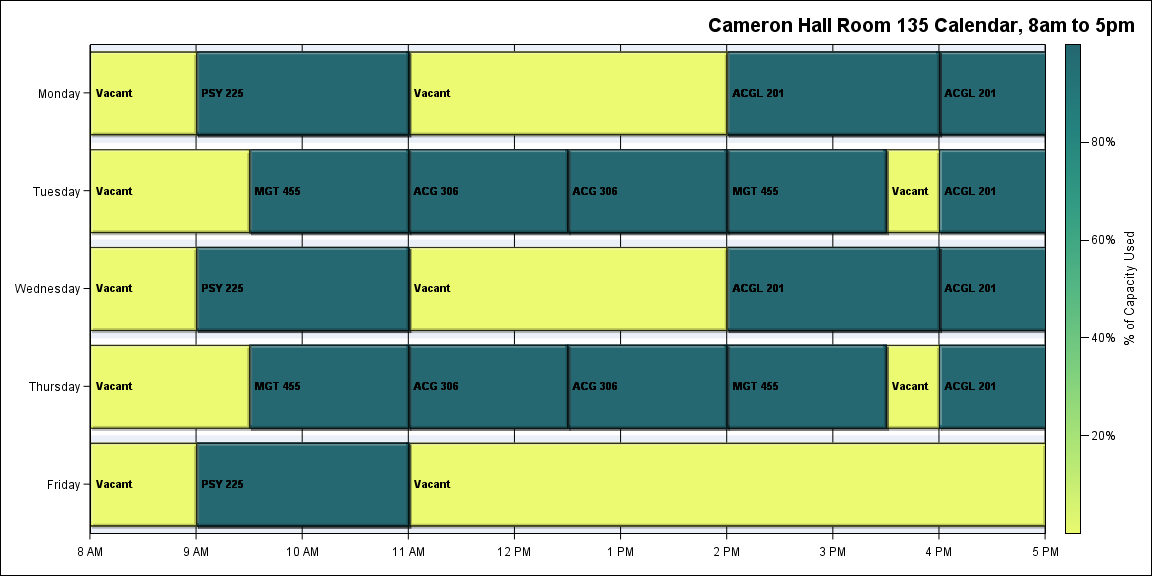 Cameron Hall Room 135 Calendar, 8am to 5pm
Monday
Vacant
PSY 225
Vacant
ACGL 201
ACGL 201
Tuesday
Vacant
MGT 455
ACG 306
ACG 306
MGT 455
Vacant
ACGL 201
Wednesday
Vacant
PSY 225
Vacant
ACGL 201
ACGL 201
Thursday
Vacant
MGT 455
ACG 306
ACG 306
MGT 455
Vacant
ACGL 201
Friday
Vacant
PSY 225
Vacant
8 AM
9 AM
10 AM
11 AM
12 PM
1 PM
2 PM
3 PM
4 PM
5 PM
80%
60%
40%
20%
% of Capacity Used